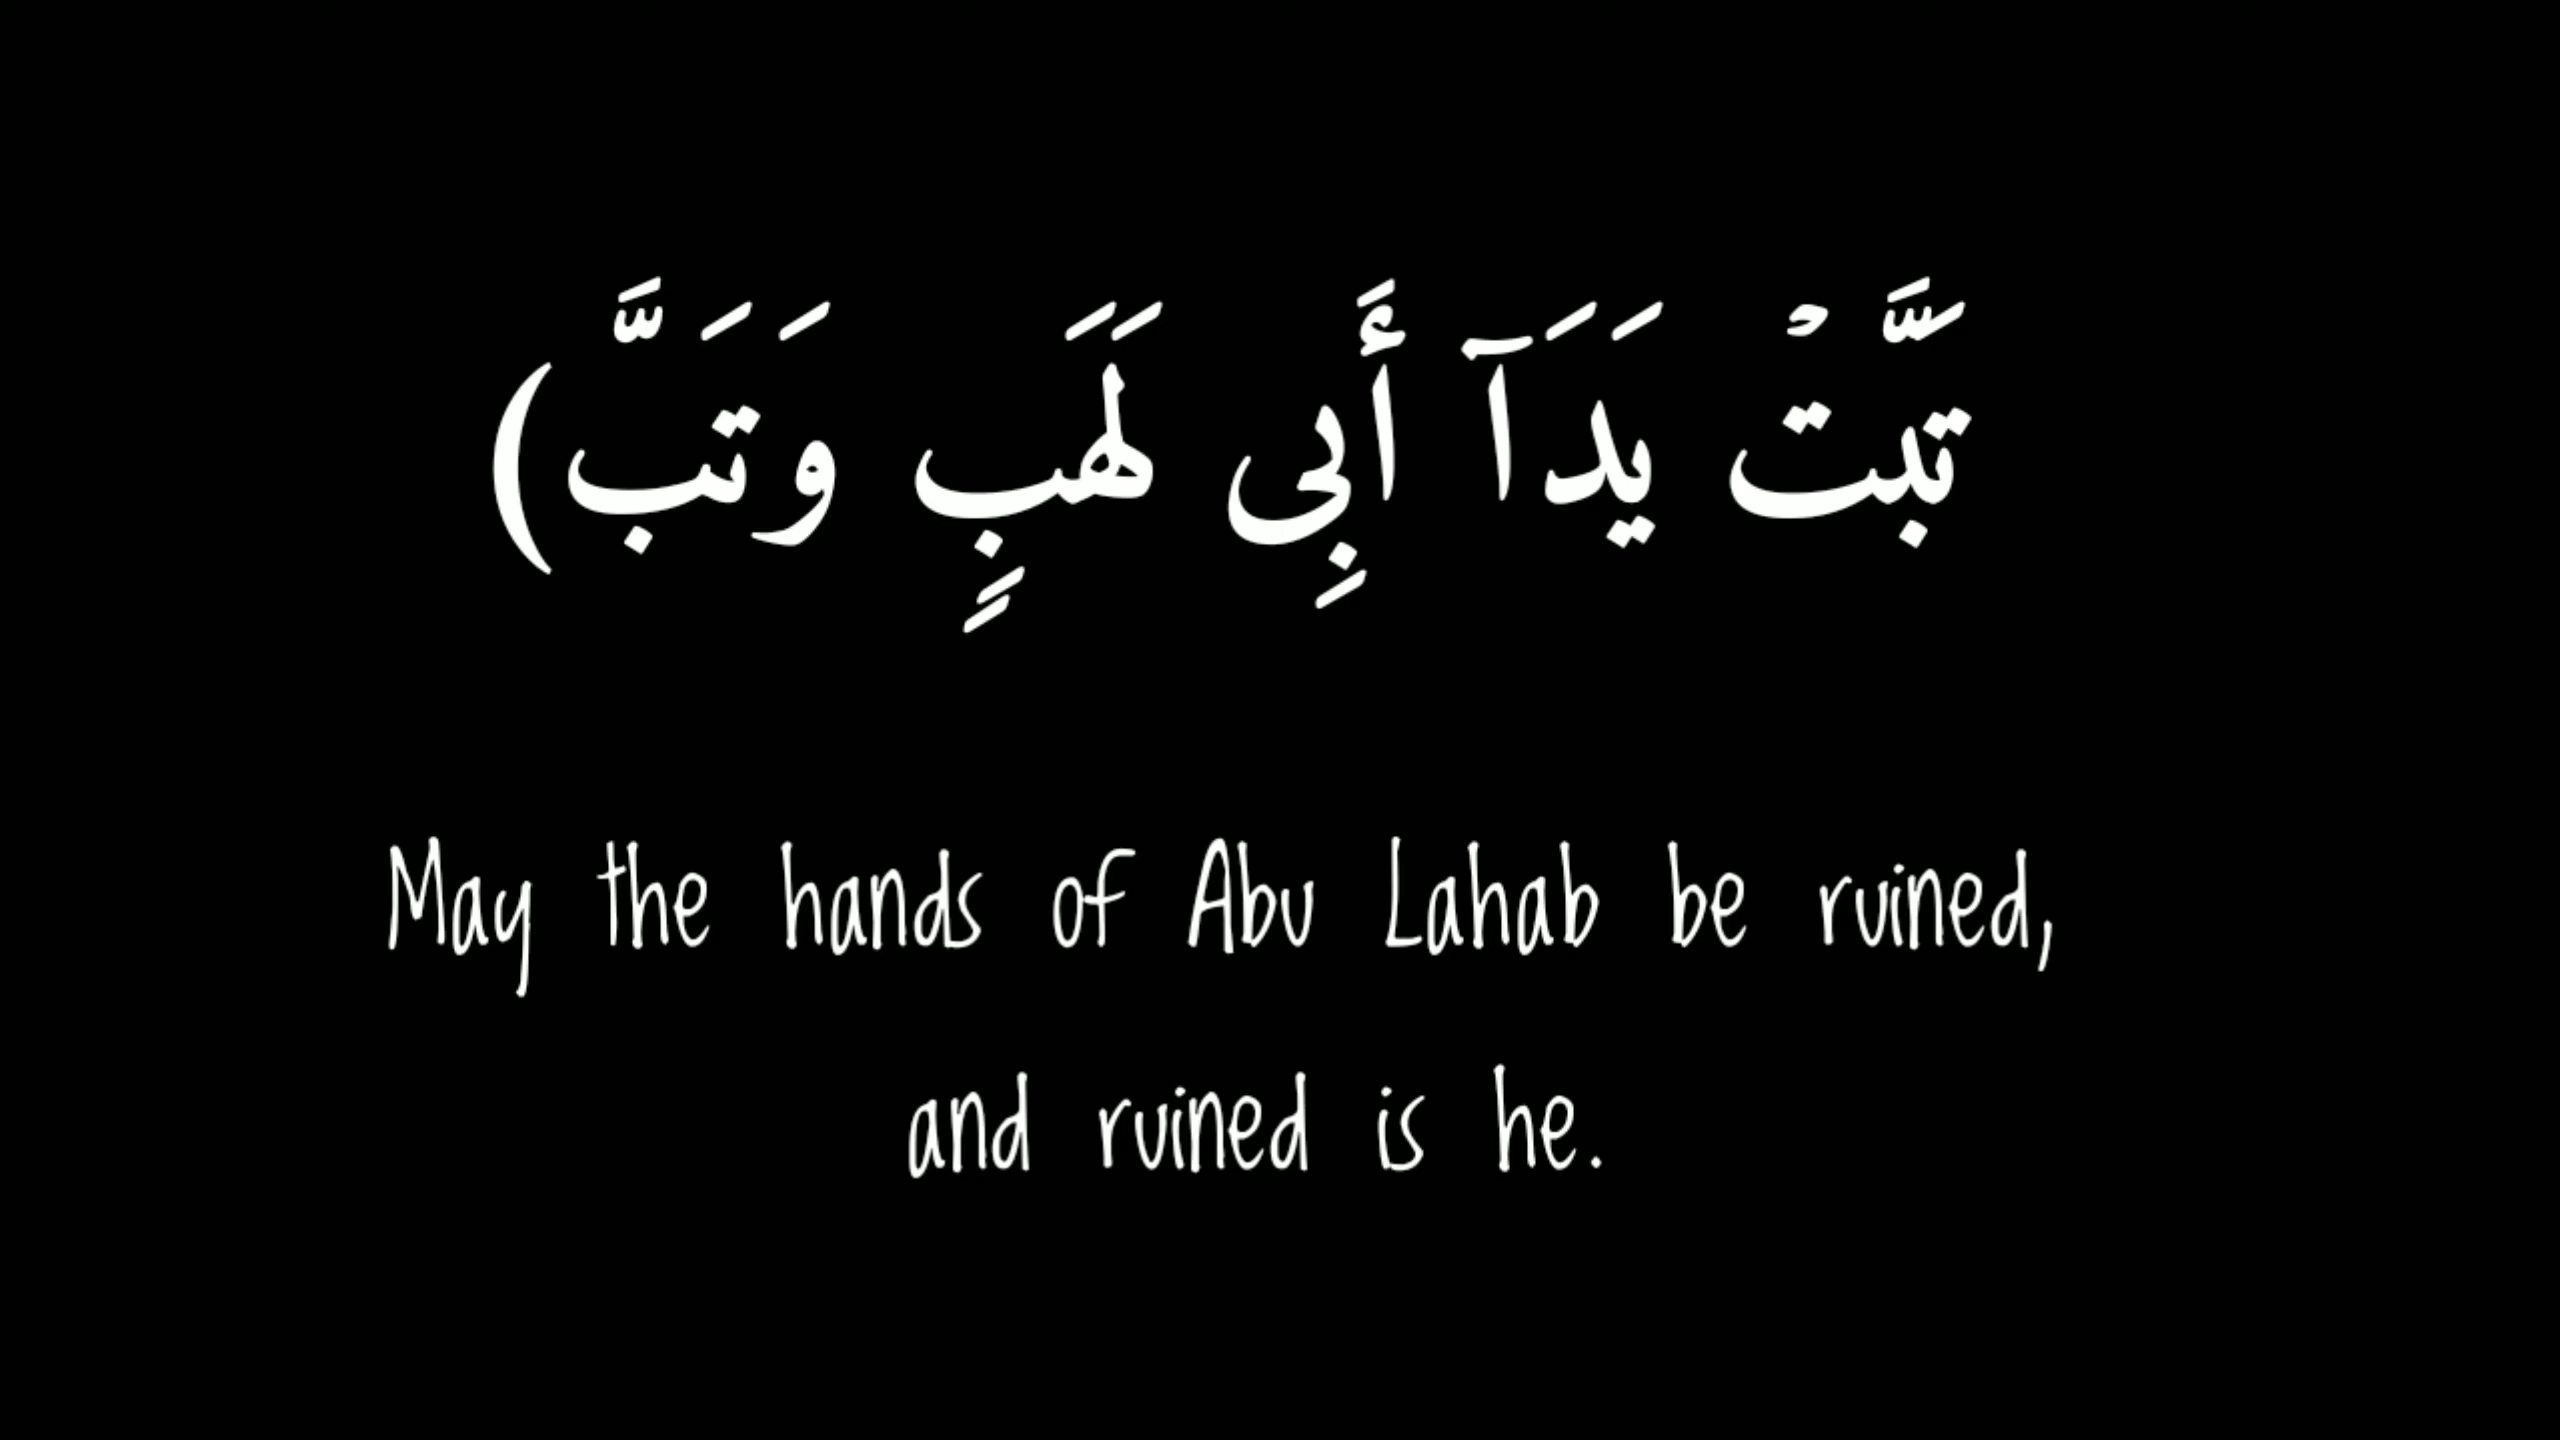 تَبَّتْ يَدَآ أَبِى لَهَبٍ وَتَبَّ (
May the hands of Abu Lahab be ruined,
and ruined is he.